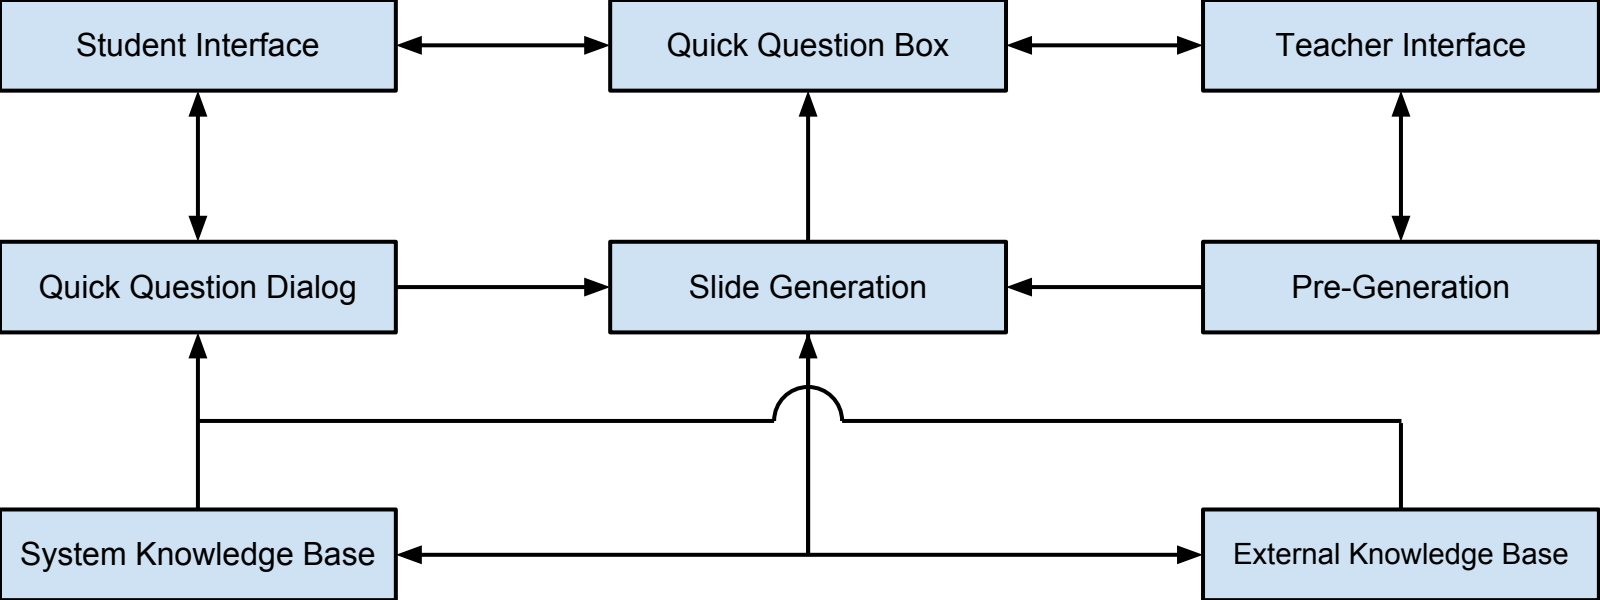 Student Interface
Quick Question Box
Teacher Interface
Quick Question Dialog
Slide Generation
Pre-Generation
System Knowledge Base
External Knowledge Base